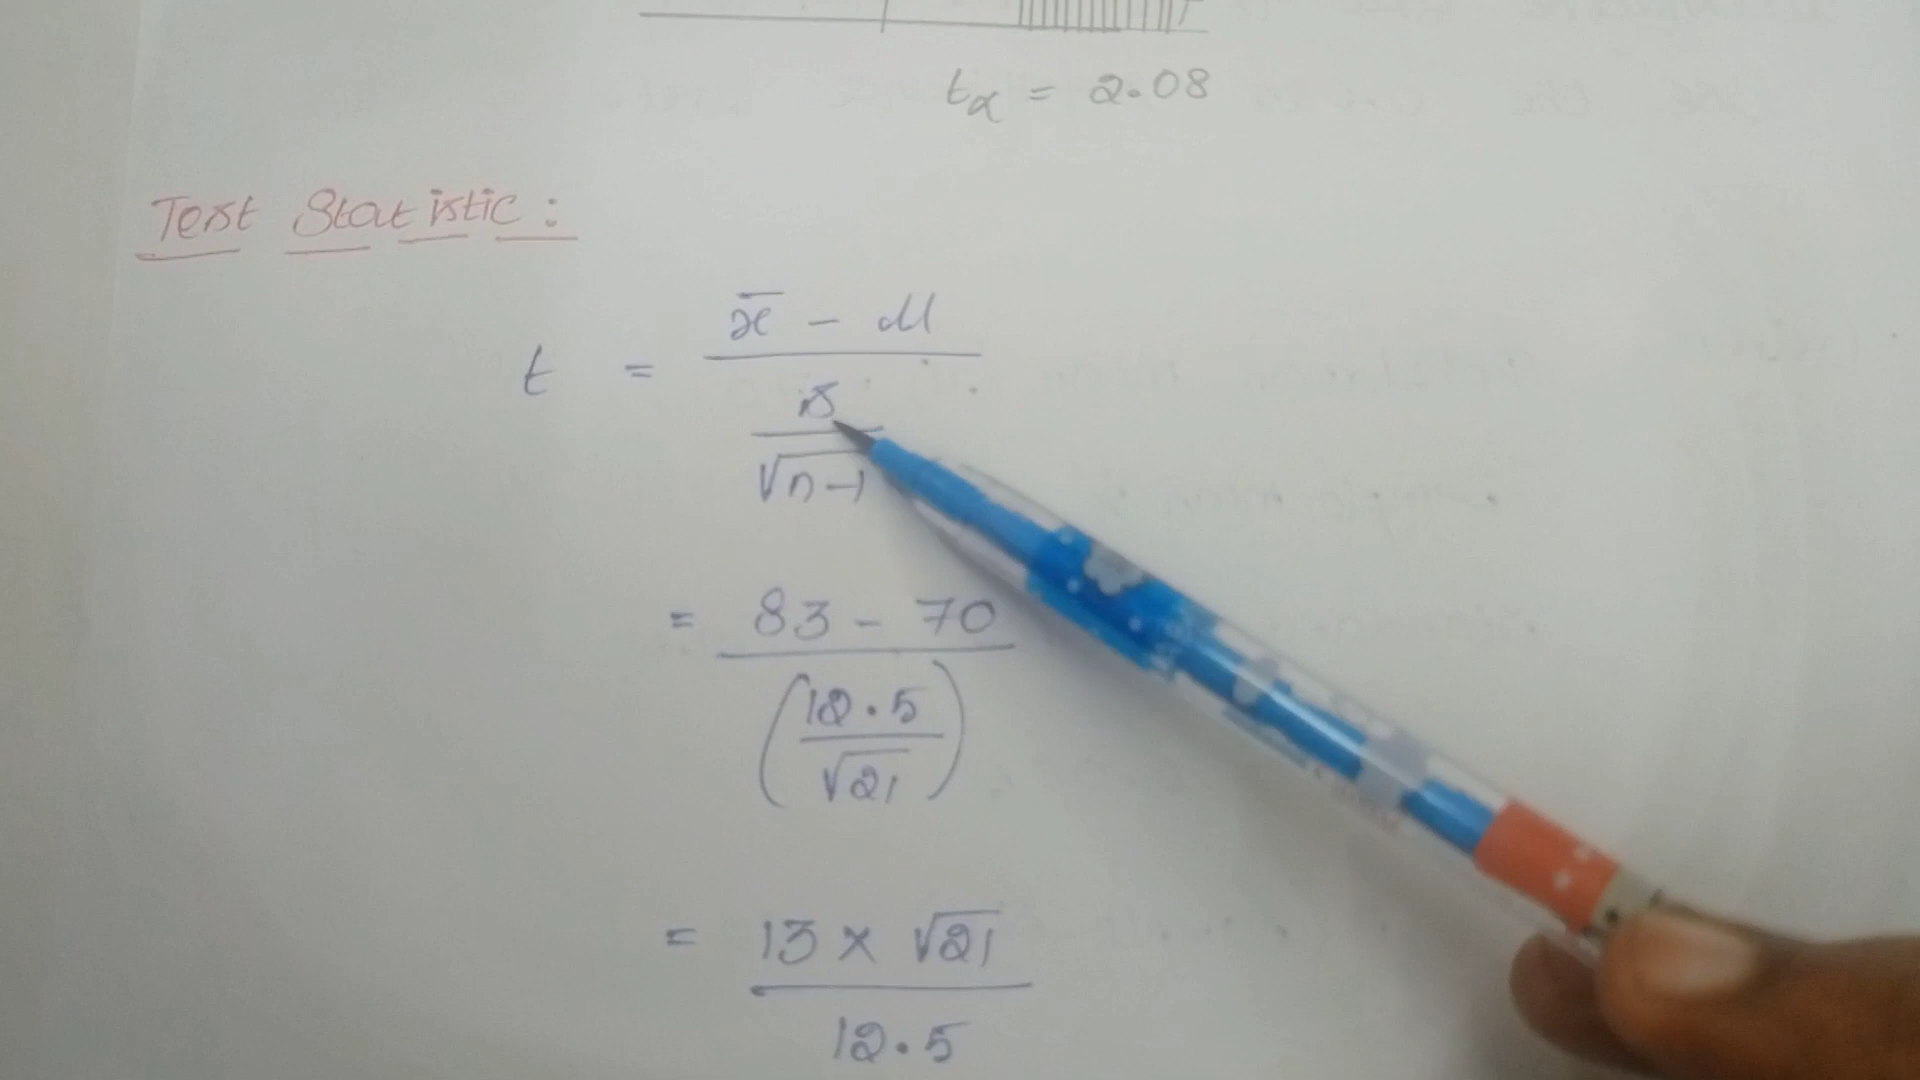 tα = 2.08
Test Statistic:
t = x̄ - μ / (s / √n-1)
= 83 - 70 / (12.5 / √21)
= 13 × √21 / 12.5